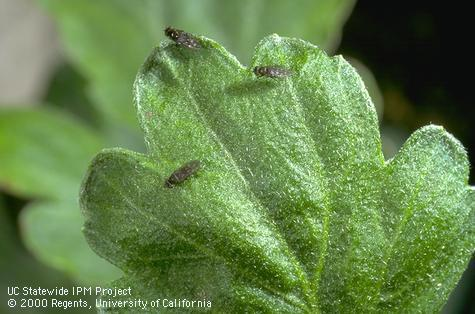 UC Statewide IPM Project
© 2000 Regents, University of California